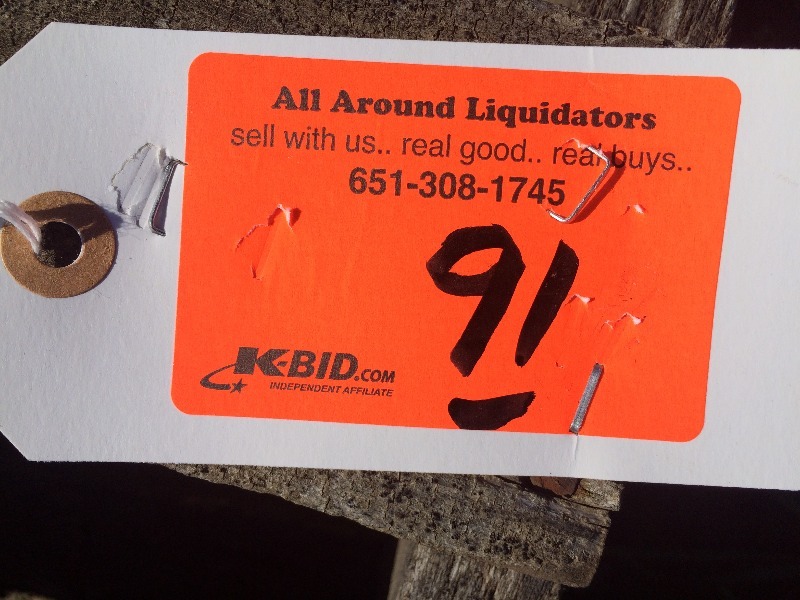 All Around Liquidators
sell with us.. real good.. real buys..
651-308-1745
91
K-BID.COM
INDEPENDENT AFFILIATE